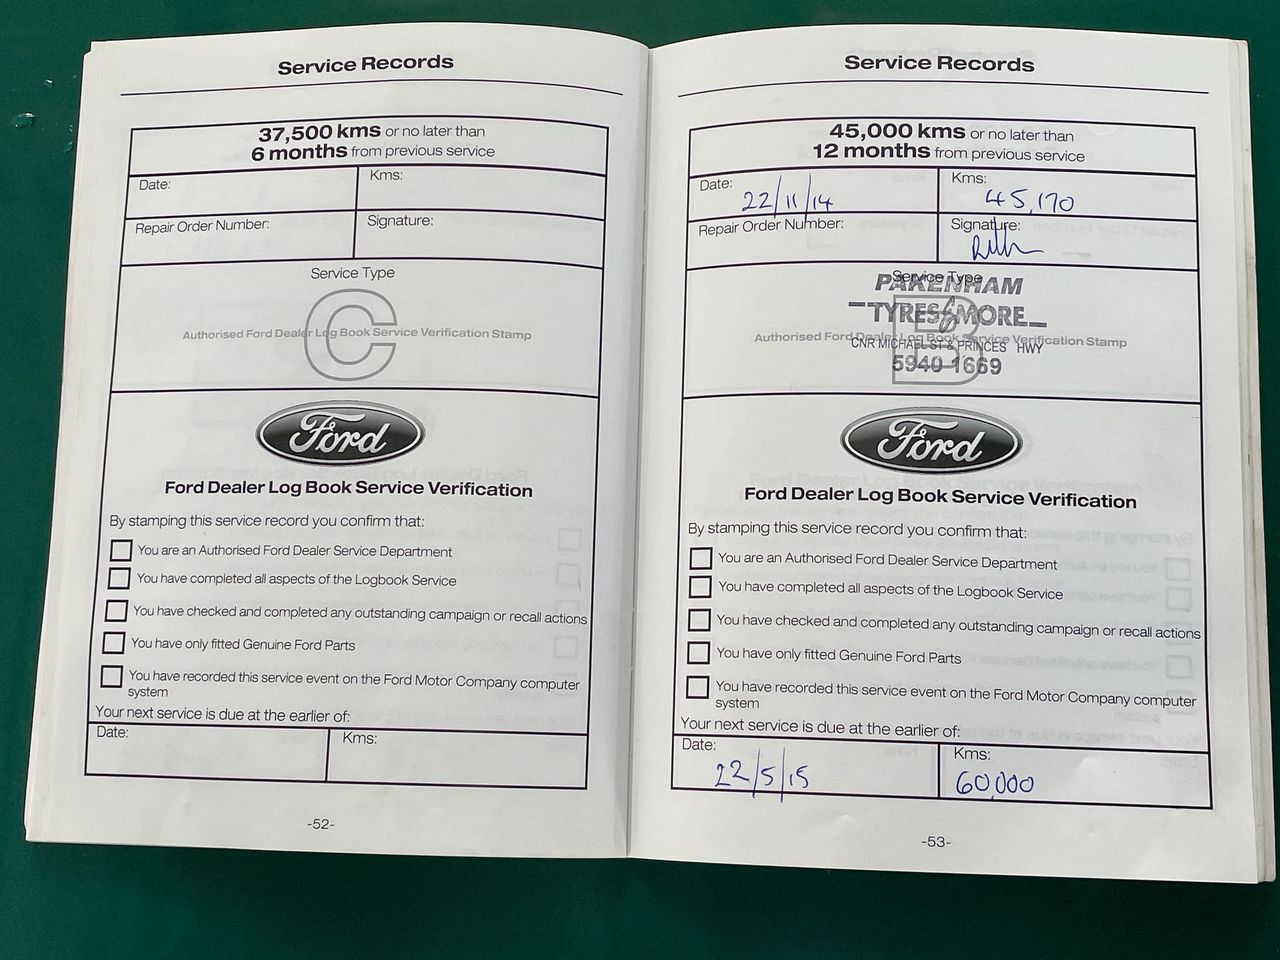 Service Records
37,500 kms or no later than
6 months from previous service
Date:
Kms:
Repair Order Number:
Signature:
Service Type
C
Authorised Ford Dealer Log Book Service Verification Stamp
Ford
Ford Dealer Log Book Service Verification
By stamping this service record you confirm that:
You are an Authorised Ford Dealer Service Department
You have completed all aspects of the Logbook Service
You have checked and completed any outstanding campaign or recall actions
You have only fitted Genuine Ford Parts
You have recorded this service event on the Ford Motor Company computer
system
Your next service is due at the earlier of:
Date:
Kms:
-52-
Service Records
45,000 kms or no later than
12 months from previous service
Date: 22/11/14
Kms: 45,170
Repair Order Number:
Signature:
Service Type
PAKENHAM
TYRES & MORE
B
Authorised Ford Dealer Log Book Service Verification Stamp
CNR MICHAEL ST & PRINCES HWY
5940 1669
Ford
Ford Dealer Log Book Service Verification
By stamping this service record you confirm that:
You are an Authorised Ford Dealer Service Department
You have completed all aspects of the Logbook Service
You have checked and completed any outstanding campaign or recall actions
You have only fitted Genuine Ford Parts
You have recorded this service event on the Ford Motor Company computer
system
Your next service is due at the earlier of:
Date: 22/5/15
Kms: 60,000
-53-